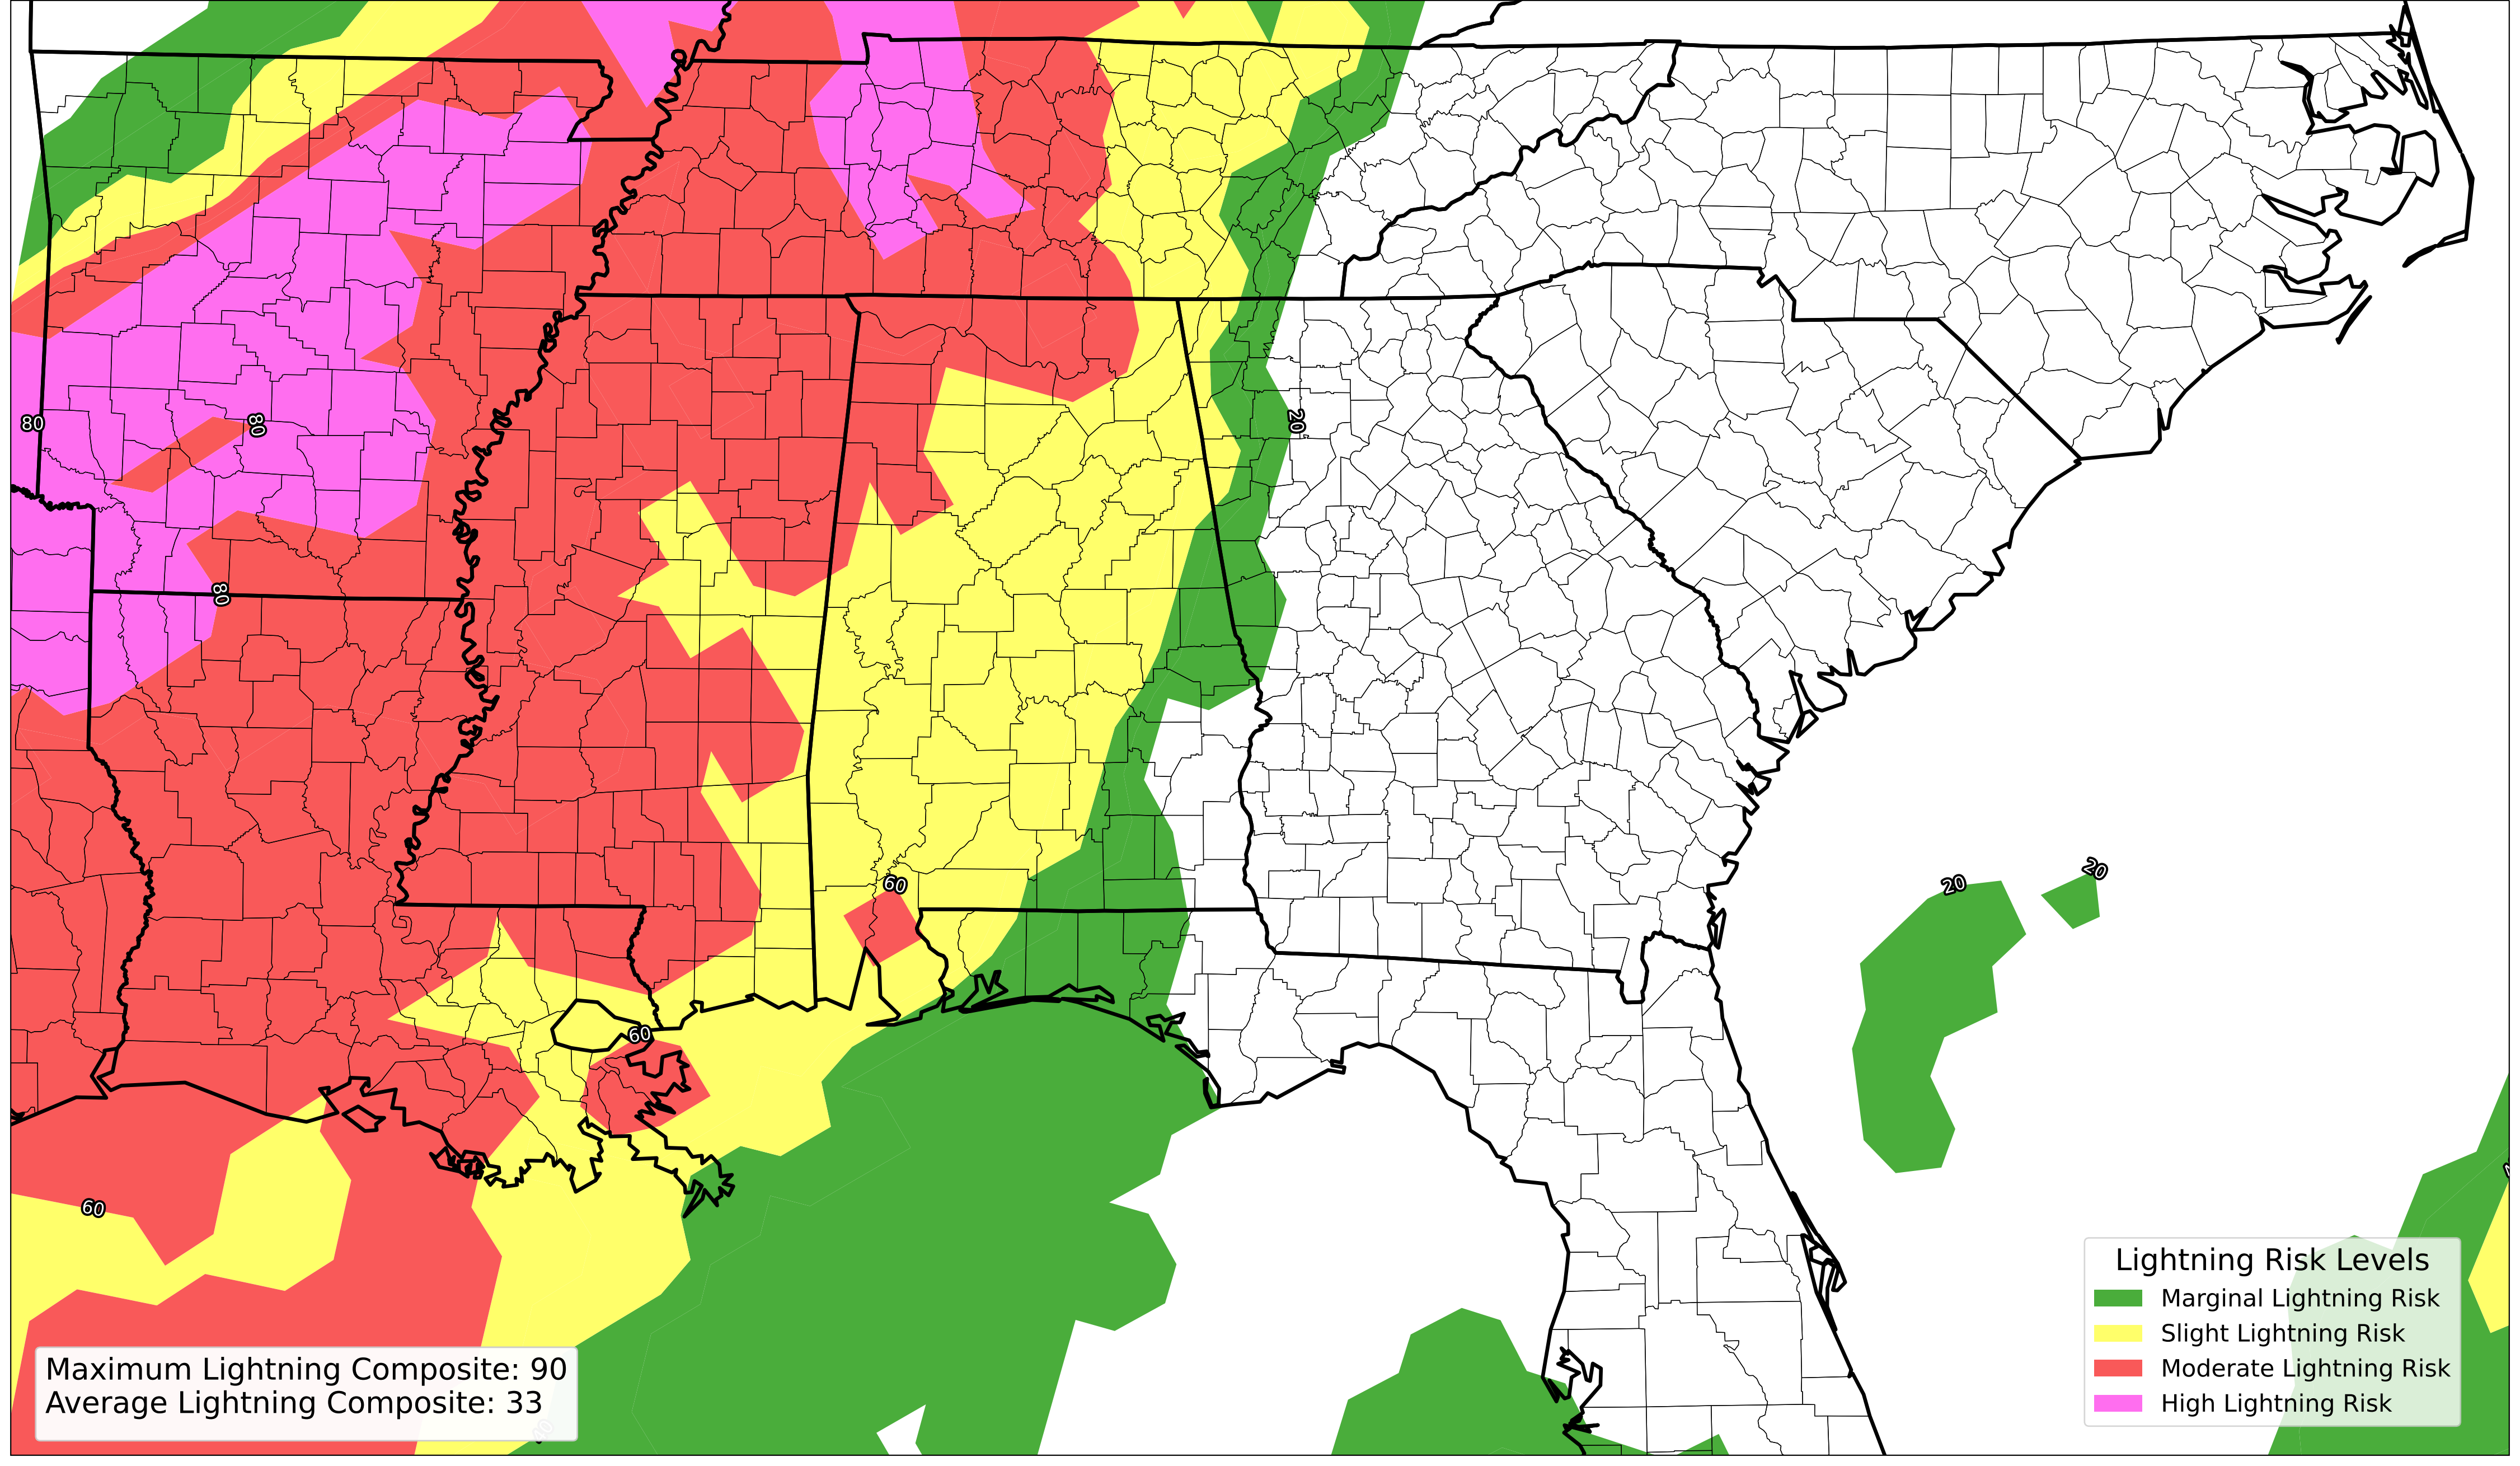 80
80
20
80
60
20
20
60
60
Lightning Risk Levels
Marginal Lightning Risk
Slight Lightning Risk
Moderate Lightning Risk
High Lightning Risk
Maximum Lightning Composite: 90
Average Lightning Composite: 33